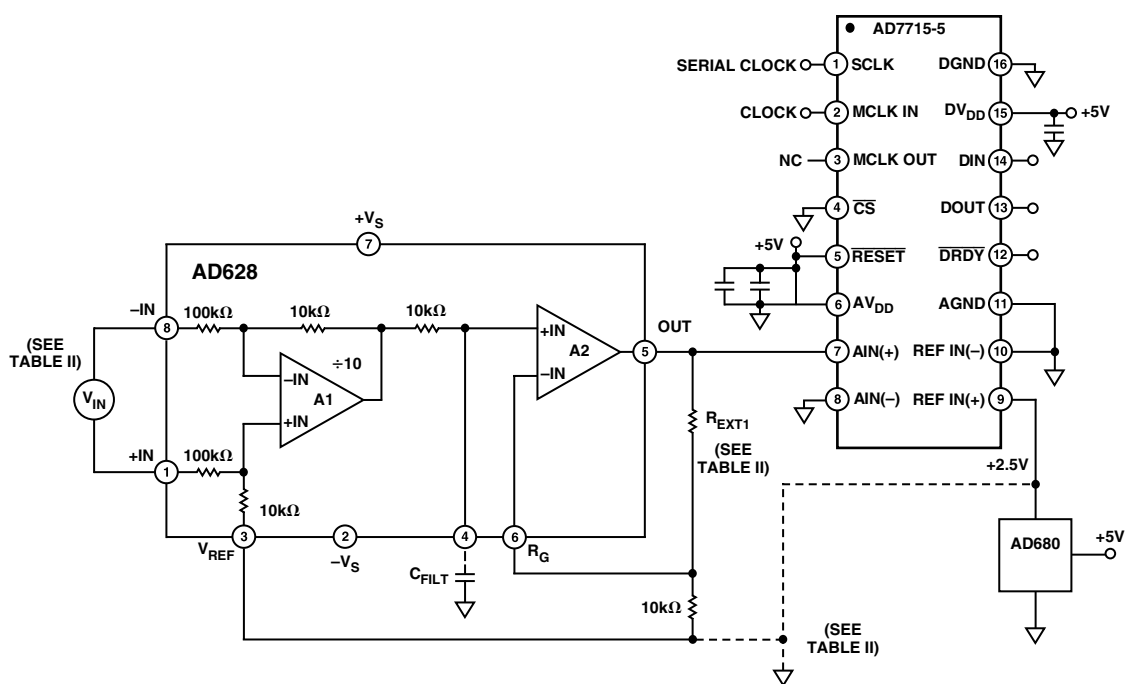 AD7715-5
SERIAL CLOCK
1
SCLK
DGND
16
CLOCK
2
MCLK IN
DVDD
15
+5V
NC
3
MCLK OUT
DIN
14
4
CS
DOUT
13
+5V
5
RESET
DRDY
12
6
AVDD
AGND
11
7
AIN(+)
REF IN(–)
10
8
AIN(–)
REF IN(+)
9
+VS
7
AD628
–IN
8
100kΩ
10kΩ
10kΩ
(SEE
TABLE II)
VIN
÷10
–IN
A1
+IN
+IN
A2
–IN
5
OUT
+IN
1
100kΩ
10kΩ
3
VREF
2
–VS
4
CFILT
6
RG
REXT1
(SEE
TABLE II)
10kΩ
+2.5V
AD680
+5V
(SEE
TABLE II)